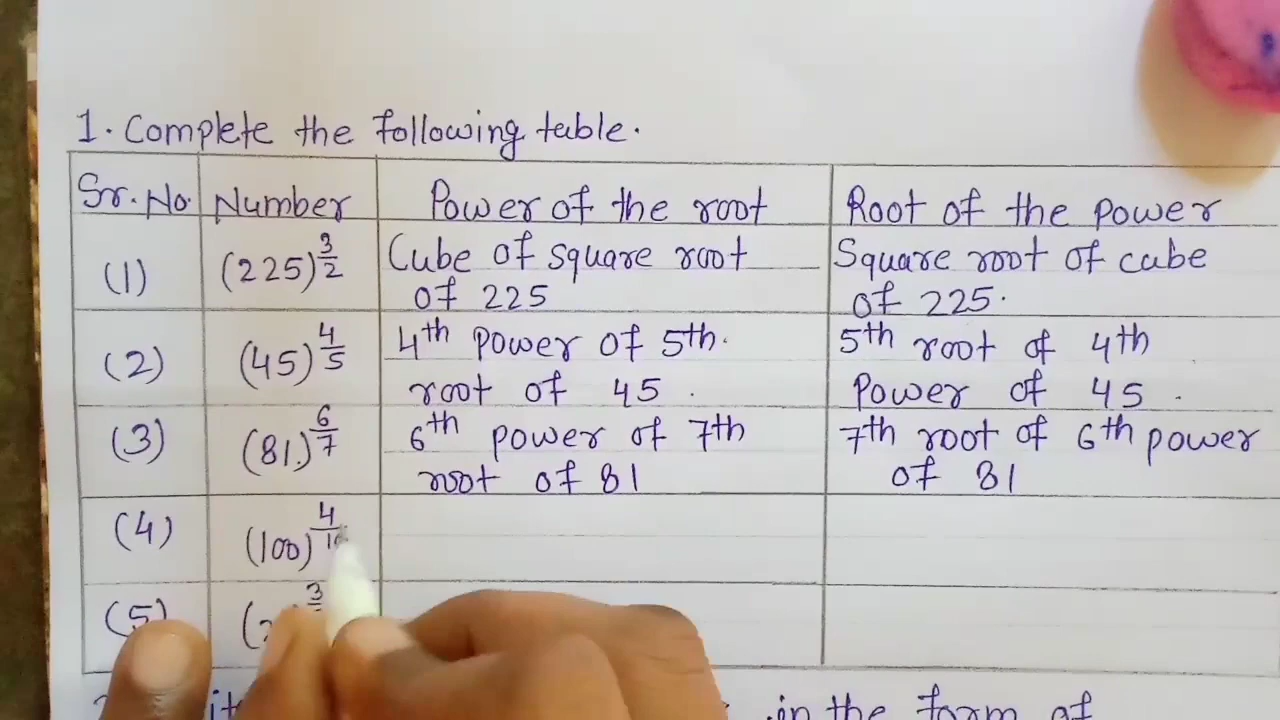 1. Complete the following table.
Sr. No. Number Power of the root Root of the power
(1) (225)^3/2 Cube of square root of 225 Square root of cube of 225.
(2) (45)^4/5 4th power of 5th root of 45. 5th root of 4th Power of 45.
(3) (81)^6/7 6th power of 7th root of 81 7th root of 6th power of 81
(4) (100)^4/
(5) (
in the form of